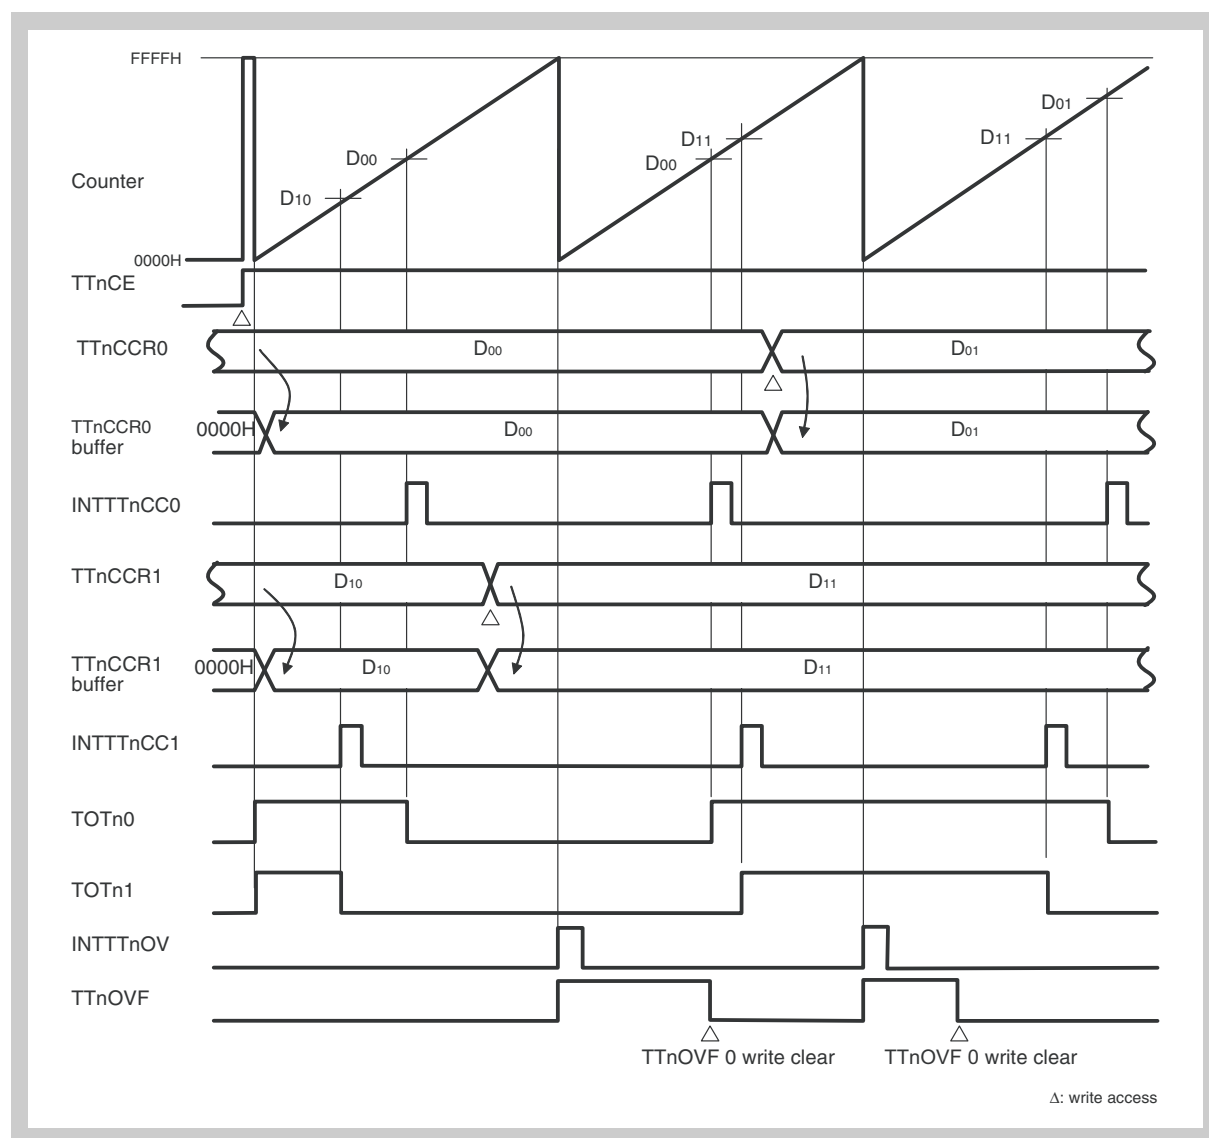 FFFFH
D01
D11
D11
D00
D00
Counter
D10
0000H
TTnCE
TTnCCR0
D00
D01
TTnCCR0
buffer
0000H
D00
D01
INTTTnCC0
TTnCCR1
D10
D11
TTnCCR1
buffer
0000H
D10
D11
INTTTnCC1
TOTn0
TOTn1
INTTTnOV
TTnOVF
TTnOVF 0 write clear
TTnOVF 0 write clear
Δ: write access